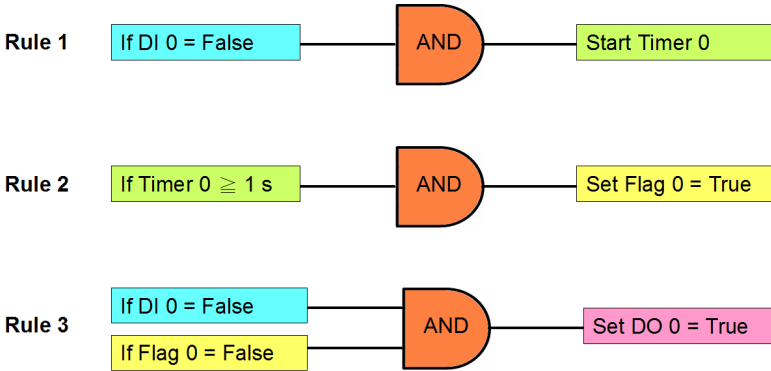 Rule 1
If DI 0 = False
AND
Start Timer 0
Rule 2
If Timer 0 ≧ 1 s
AND
Set Flag 0 = True
Rule 3
If DI 0 = False
If Flag 0 = False
AND
Set DO 0 = True